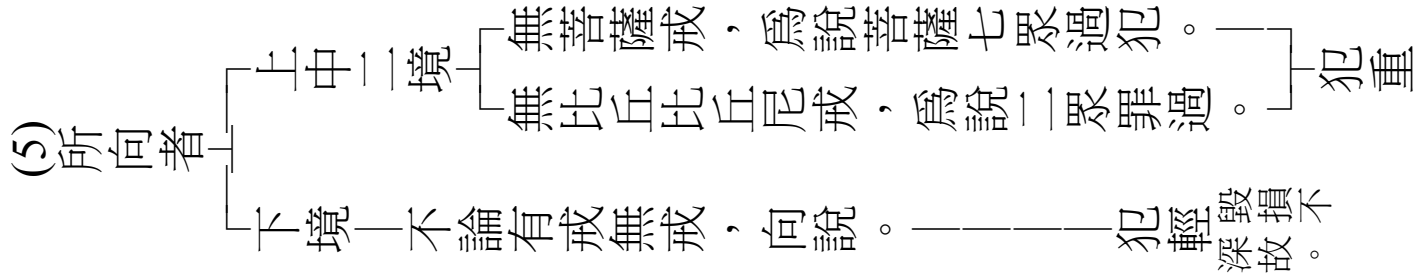 (5)所向者
上中二境
無菩薩戒，爲說菩薩七眾過犯。
無比丘比丘尼戒，爲說二眾罪過。
犯重
下境
不論有戒無戒，向說。
犯輕
毀損不
深故。